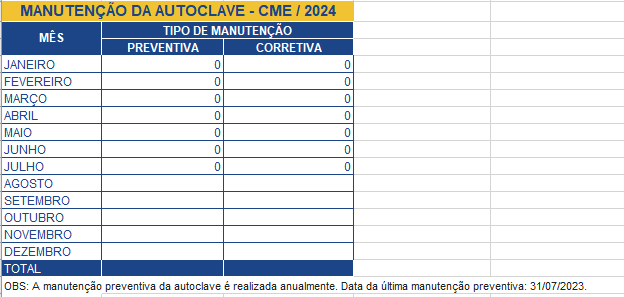 MANUTENÇÃO DA AUTOCLAVE - CME / 2024
MÊS TIPO DE MANUTENÇÃO
PREVENTIVA CORRETIVA
JANEIRO 0 0
FEVEREIRO 0 0
MARÇO 0 0
ABRIL 0 0
MAIO 0 0
JUNHO 0 0
JULHO 0 0
AGOSTO
SETEMBRO
OUTUBRO
NOVEMBRO
DEZEMBRO
TOTAL
OBS: A manutenção preventiva da autoclave é realizada anualmente. Data da última manutenção preventiva: 31/07/2023.